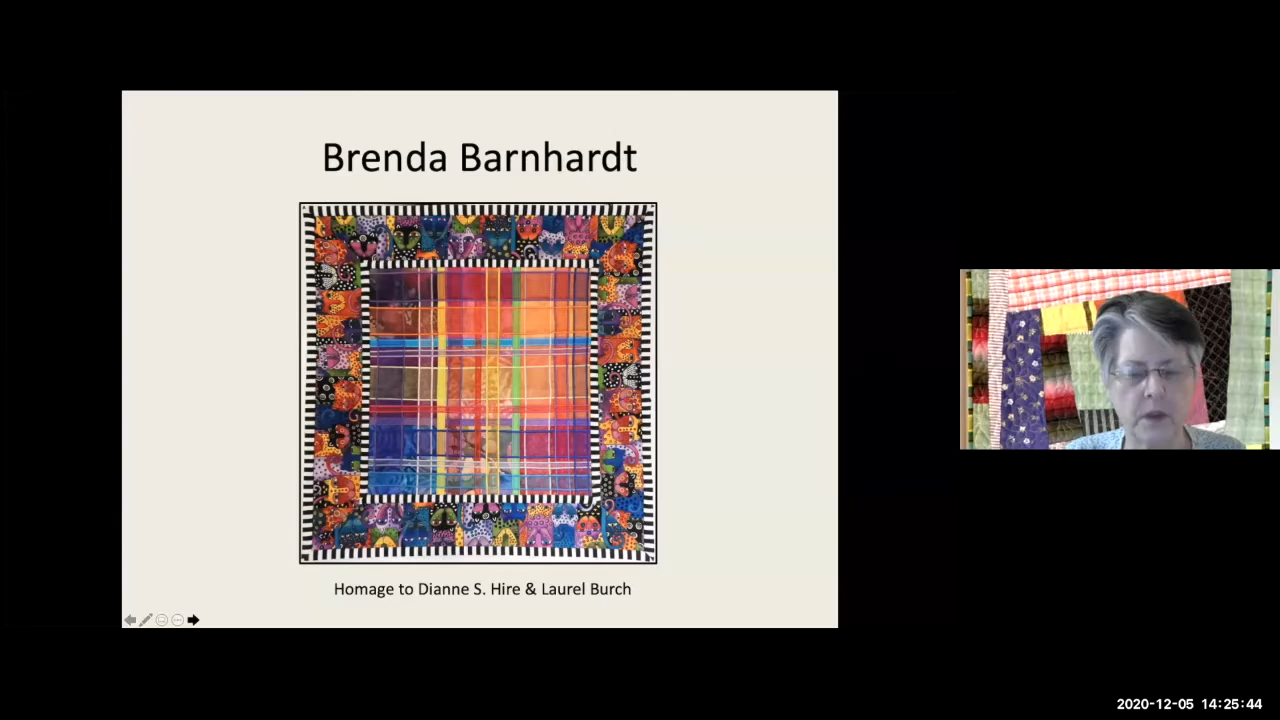 Brenda Barnhardt
Homage to Dianne S. Hire & Laurel Burch
2020-12-05 14:25:44